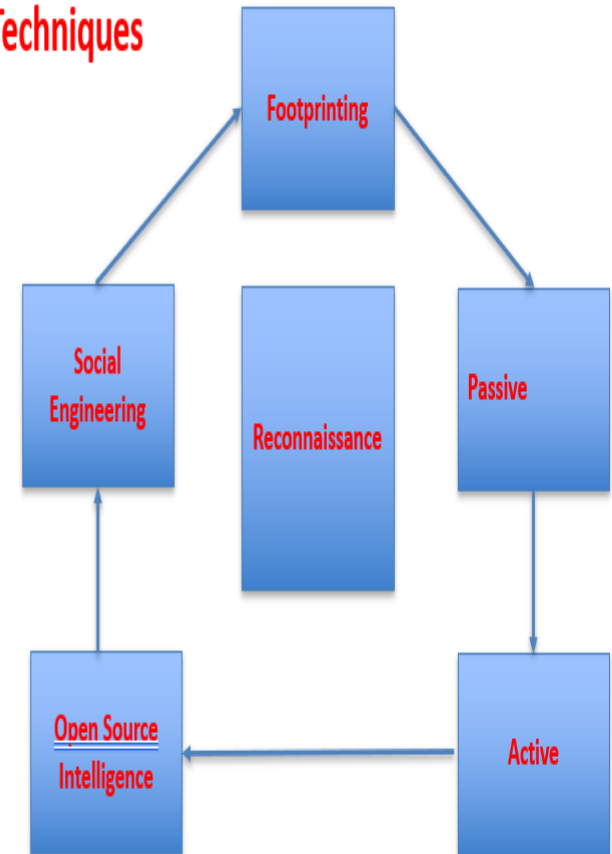 Techniques
Footprinting
Social
Engineering
Reconnaissance
Passive
Open Source
Intelligence
Active